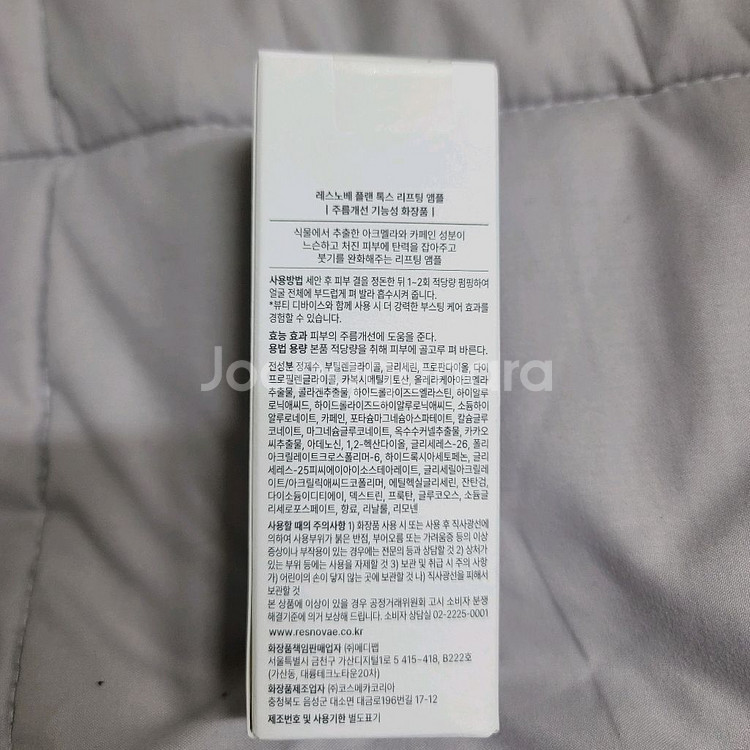 레스노베 플랜 톡스 리프팅 앰플
| 주름개선 기능성 화장품 |
식물에서 추출한 아크멜라와 카페인 성분이
느슨하고 처진 피부에 탄력을 잡아주고
붓기를 완화해주는 리프팅 앰플
사용방법 세안 후 피부 결을 정돈한 뒤 1-2회 적당량 펌핑하여
얼굴 전체에 부드럽게 펴 발라 흡수시켜 줍니다.
*뷰티 디바이스와 함께 사용 시 더 강력한 부스팅 케어 효과를
경험할 수 있습니다.
효능 효과 피부의 주름개선에 도움을 준다.
용법 용량 본품 적당량을 취해 피부에 골고루 펴 바른다.
전성분 정제수, 부틸렌글라이콜, 글리세린, 프로판다이올, 다이
프로필렌글라이콜, 카복시메틸키토산, 올레라케아아크멜라
추출물, 콜라겐추출물, 하이드롤라이즈드엘라스틴, 하이알루
로닉애씨드, 하이드롤라이즈드하이알루로닉애씨드, 소듐하이
알루로네이트, 카페인, 포타슘마그네슘아스파테이트, 칼슘글루
코네이트, 마그네슘글루코네이트, 옥수수커넬추출물, 카카오
씨추출물, 아데노신, 1,2-헥산다이올, 글리세레스-26, 폴리
아크릴레이트크로스폴리머-6, 하이드록시아세토페논, 글리
세레스-25피씨에이아이소스테아레이트, 글리세릴아크릴레
이트/아크릴릭애씨드코폴리머, 에틸헥실글리세린, 잔탄검,
다이소듐이디티에이, 덱스트린, 프룩탄, 글루코오스, 소듐글
리세로포스페이트, 향료, 리날룰, 리모넨
사용할 때의 주의사항 1) 화장품 사용 시 또는 사용 후 직사광선에
의하여 사용부위가 붉은 반점, 부어오름 또는 가려움증 등의 이상
증상이나 부작용이 있는 경우에는 전문의 등과 상담할 것 2) 상처가
있는 부위 등에는 사용을 자제할 것 3) 보관 및 취급 시 주의 사항
가) 어린이의 손이 닿지 않는 곳에 보관할 것 나) 직사광선을 피해서
보관할 것
본 상품에 이상이 있을 경우 공정거래위원회 고시 소비자 분쟁
해결기준에 의거 보상해 드립니다. 소비자 상담실 02-2225-0001
www.resnovae.co.kr
화장품책임판매업자 ㈜에디맵
서울특별시 금천구 가산디지털1로 5 415-418, B222호
(가산동, 대륭테크노타운20차)
화장품제조업자 ㈜코스메카코리아
충청북도 음성군 대소면 대금로196번길 17-12
제조번호 및 사용기한 별도표기